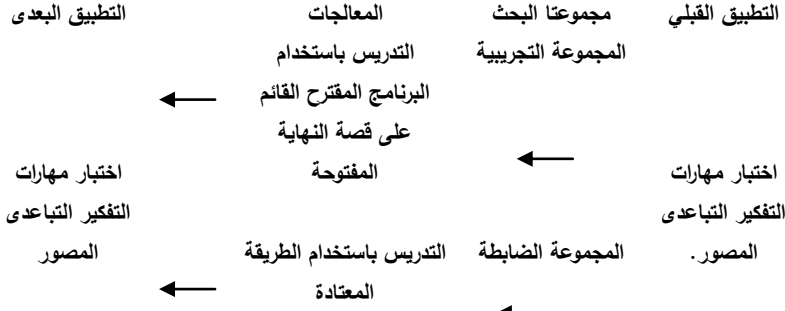 التطبيق القبلي مجموعتا البحث المعالجات التطبيق البعدى
المجموعة التجريبية التدريس باستخدام
البرنامج المقترح القائم
على قصة النهاية
اختبار مهارات المفتوحة اختبار مهارات
التفكير التباعدى التفكير التباعدى
المصور. المجموعة الضابطة التدريس باستخدام الطريقة المصور
المعتادة